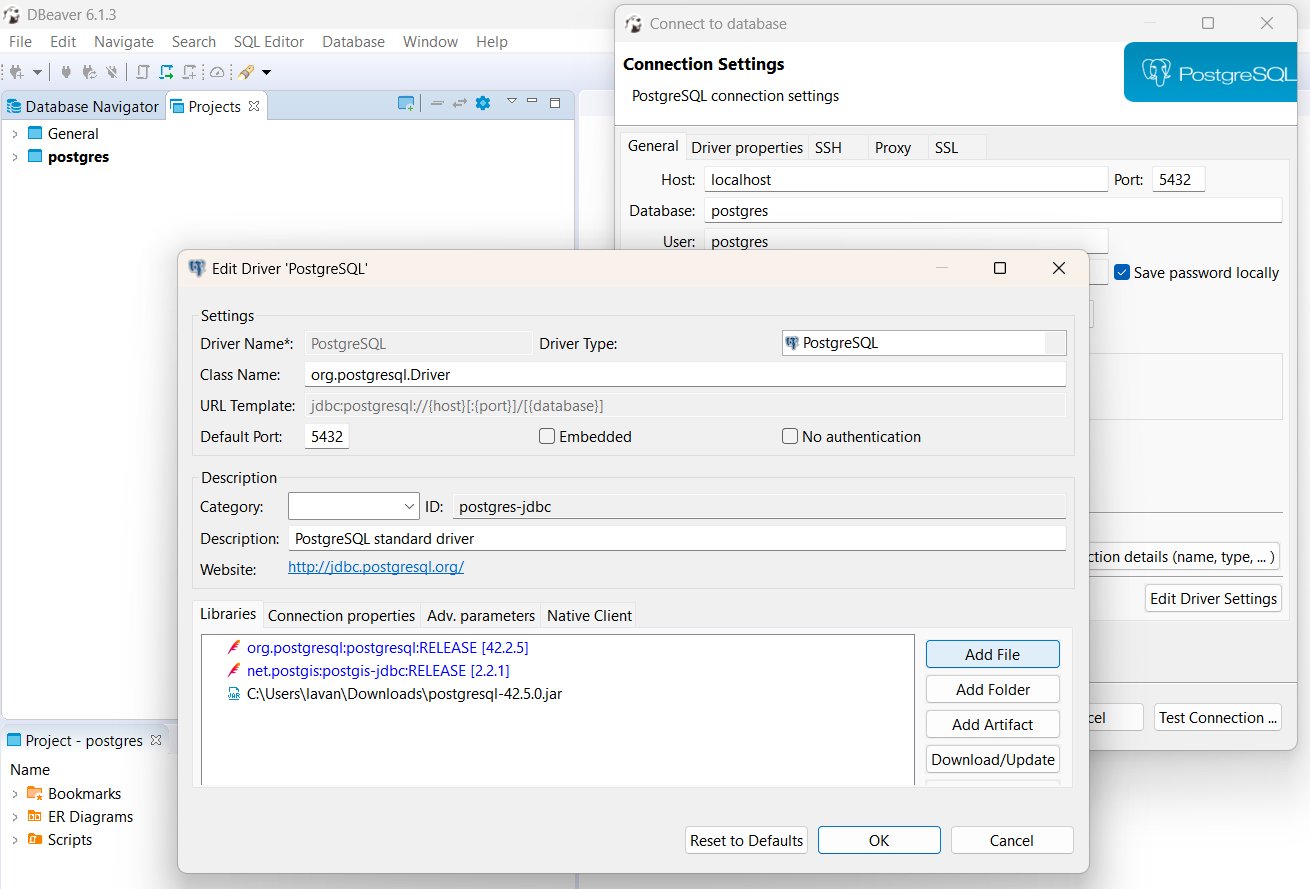 DBeaver 6.1.3
File Edit Navigate Search SQL Editor Database Window Help
Database Navigator Projects
General
postgres
Project - postgres
Name
Bookmarks
ER Diagrams
Scripts
Connect to database
Connection Settings
PostgreSQL connection settings
PostgreSQL
General Driver properties SSH Proxy SSL
Host: localhost Port: 5432
Database: postgres
User: postgres
Save password locally
ction details (name, type, ... )
Edit Driver Settings
cel Test Connection ...
Edit Driver 'PostgreSQL'
Settings
Driver Name*: PostgreSQL Driver Type: PostgreSQL
Class Name: org.postgresql.Driver
URL Template: jdbc:postgresql://{host}[:{port}]/[{database}]
Default Port: 5432 Embedded No authentication
Description
Category: ID: postgres-jdbc
Description: PostgreSQL standard driver
Website: http://jdbc.postgresql.org/
Libraries Connection properties Adv. parameters Native Client
org.postgresql:postgresql:RELEASE [42.2.5]
net.postgis:postgis-jdbc:RELEASE [2.2.1]
C:\Users\lavan\Downloads\postgresql-42.5.0.jar
Add File
Add Folder
Add Artifact
Download/Update
Reset to Defaults OK Cancel